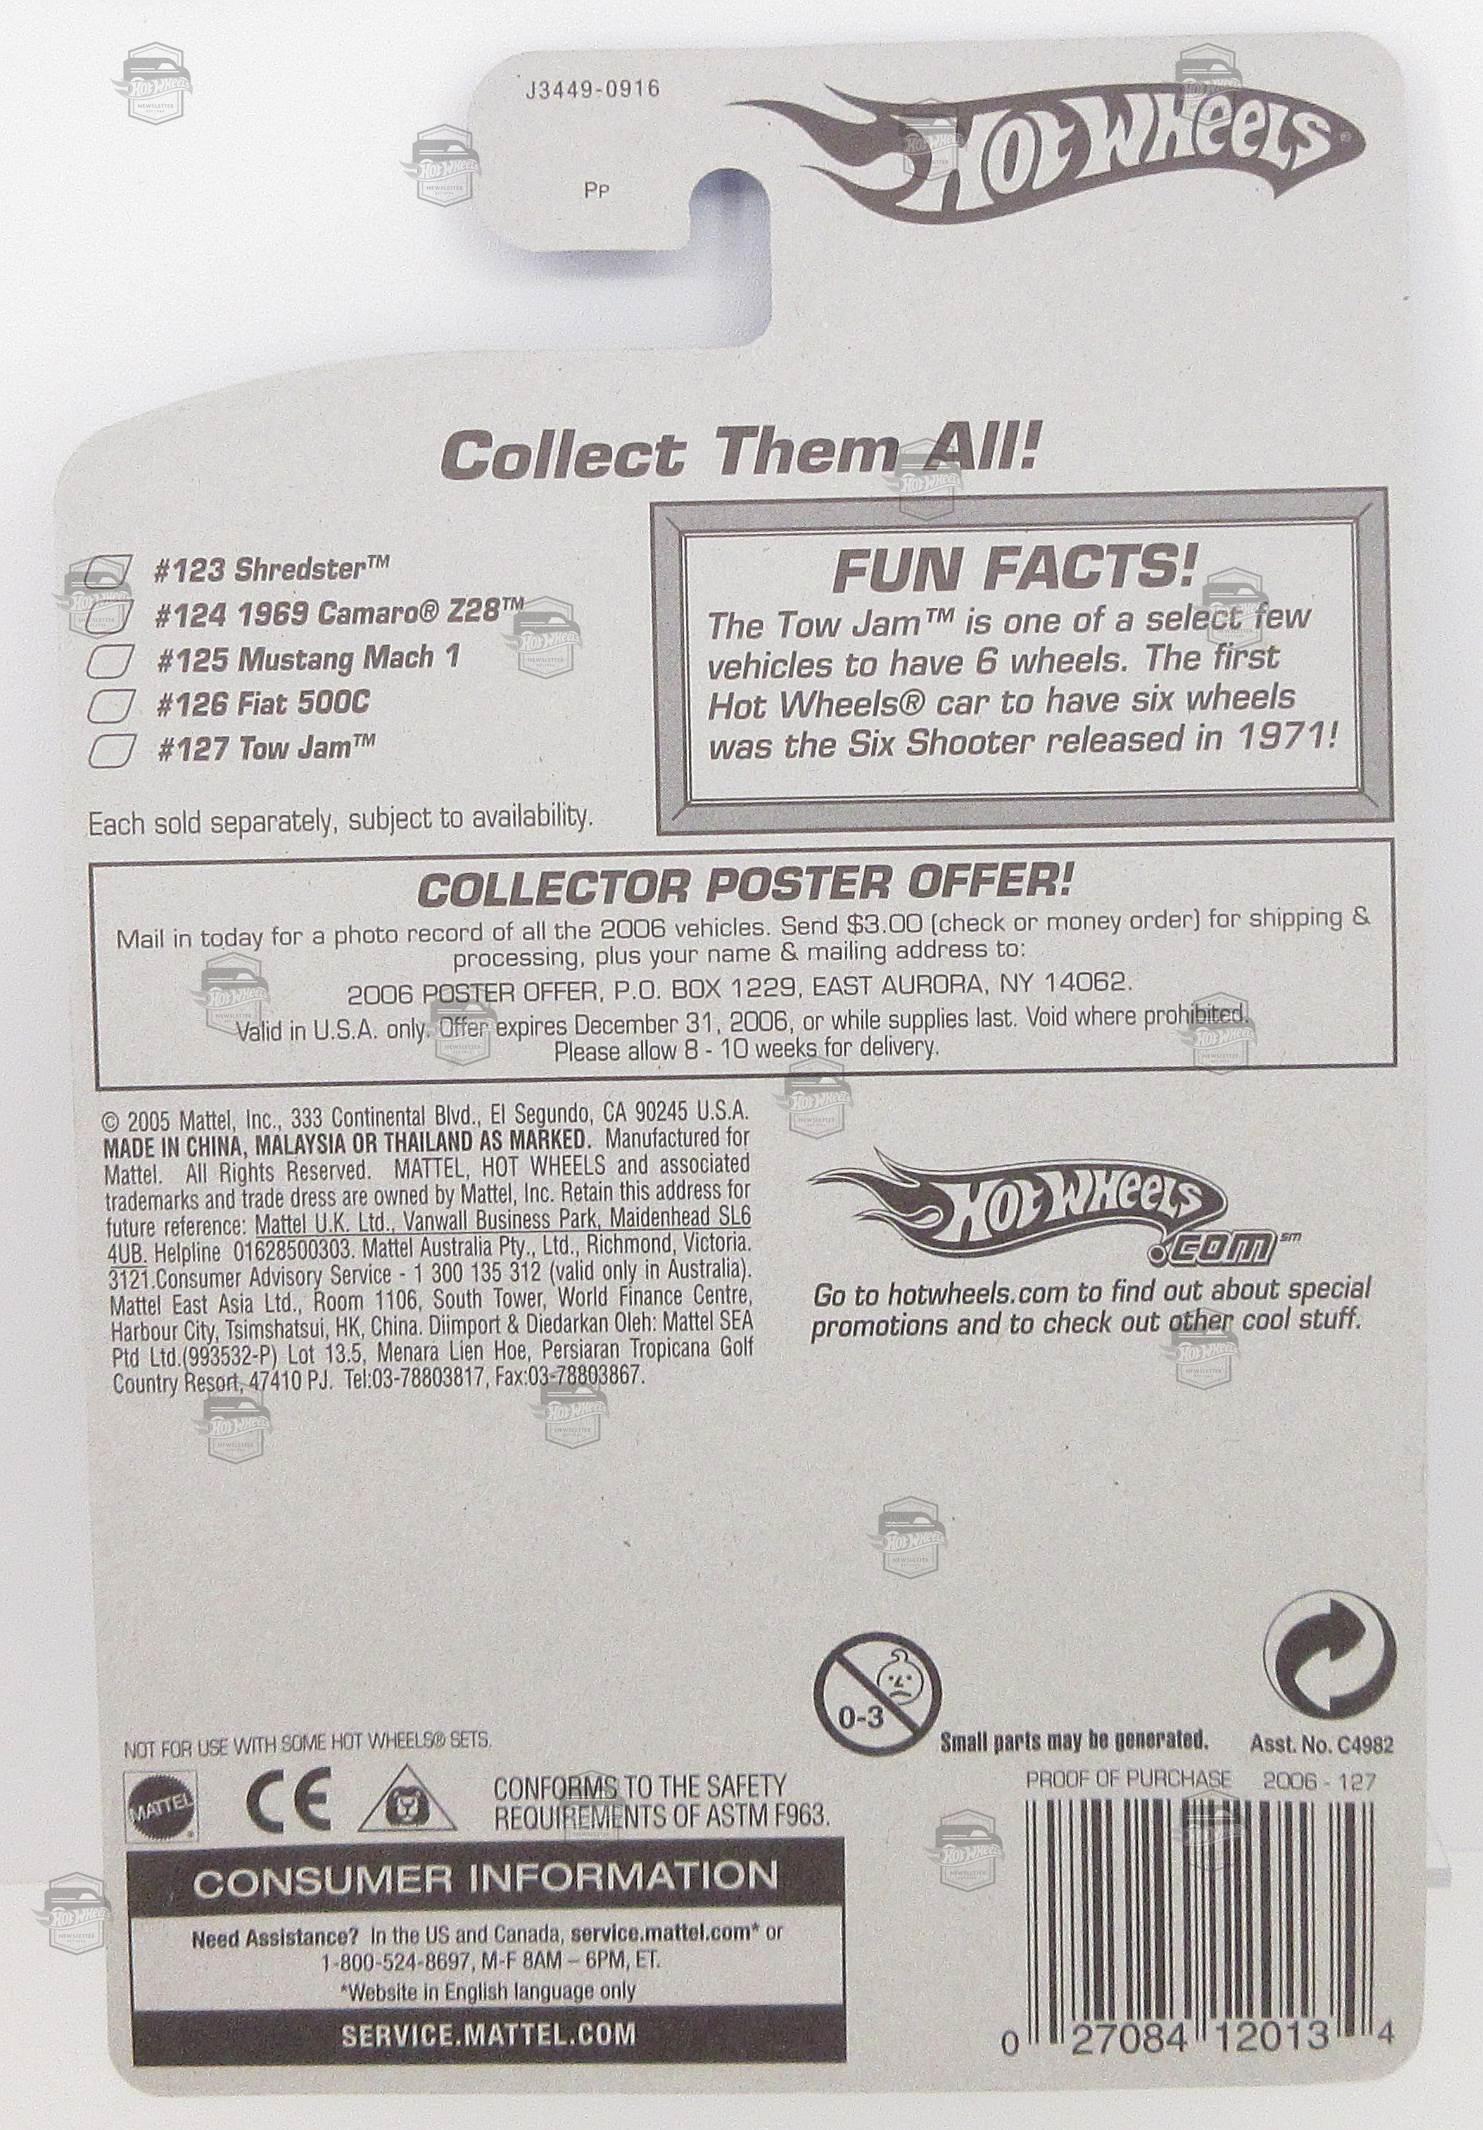 J3449-0916
Pp
Hot Wheels®
Collect Them All!
#123 Shredster™
#124 1969 Camaro® Z28™
#125 Mustang Mach 1
#126 Fiat 500C
#127 Tow Jam™
Each sold separately, subject to availability.
FUN FACTS!
The Tow Jam™ is one of a select few
vehicles to have 6 wheels. The first
Hot Wheels® car to have six wheels
was the Six Shooter released in 1971!
COLLECTOR POSTER OFFER!
Mail in today for a photo record of all the 2006 vehicles. Send $3.00 (check or money order) for shipping &
processing, plus your name & mailing address to:
2006 POSTER OFFER, P.O. BOX 1229, EAST AURORA, NY 14062.
Valid in U.S.A. only. Offer expires December 31, 2006, or while supplies last. Void where prohibited.
Please allow 8 - 10 weeks for delivery.
© 2005 Mattel, Inc., 333 Continental Blvd., El Segundo, CA 90245 U.S.A.
MADE IN CHINA, MALAYSIA OR THAILAND AS MARKED. Manufactured for
Mattel. All Rights Reserved. MATTEL, HOT WHEELS and associated
trademarks and trade dress are owned by Mattel, Inc. Retain this address for
future reference: Mattel U.K. Ltd., Vanwall Business Park, Maidenhead SL6
4UB. Helpline 01628500303. Mattel Australia Pty., Ltd., Richmond, Victoria.
3121.Consumer Advisory Service - 1 300 135 312 (valid only in Australia).
Mattel East Asia Ltd., Room 1106, South Tower, World Finance Centre,
Harbour City, Tsimshatsui, HK, China. Diimport & Diedarkan Oleh: Mattel SEA
Ptd Ltd.(993532-P) Lot 13.5, Menara Lien Hoe, Persiaran Tropicana Golf
Country Resort, 47410 PJ. Tel:03-78803817, Fax:03-78803867.
Hot Wheels
.com℠
Go to hotwheels.com to find out about special
promotions and to check out other cool stuff.
0-3
Small parts may be generated.
Asst. No. C4982
NOT FOR USE WITH SOME HOT WHEELS® SETS.
MATTEL
CE
CONFORMS TO THE SAFETY
REQUIREMENTS OF ASTM F963.
PROOF OF PURCHASE 2006 - 127
CONSUMER INFORMATION
Need Assistance? In the US and Canada, service.mattel.com* or
1-800-524-8697, M-F 8AM – 6PM, ET.
*Website in English language only
SERVICE.MATTEL.COM
0 27084 12013 4